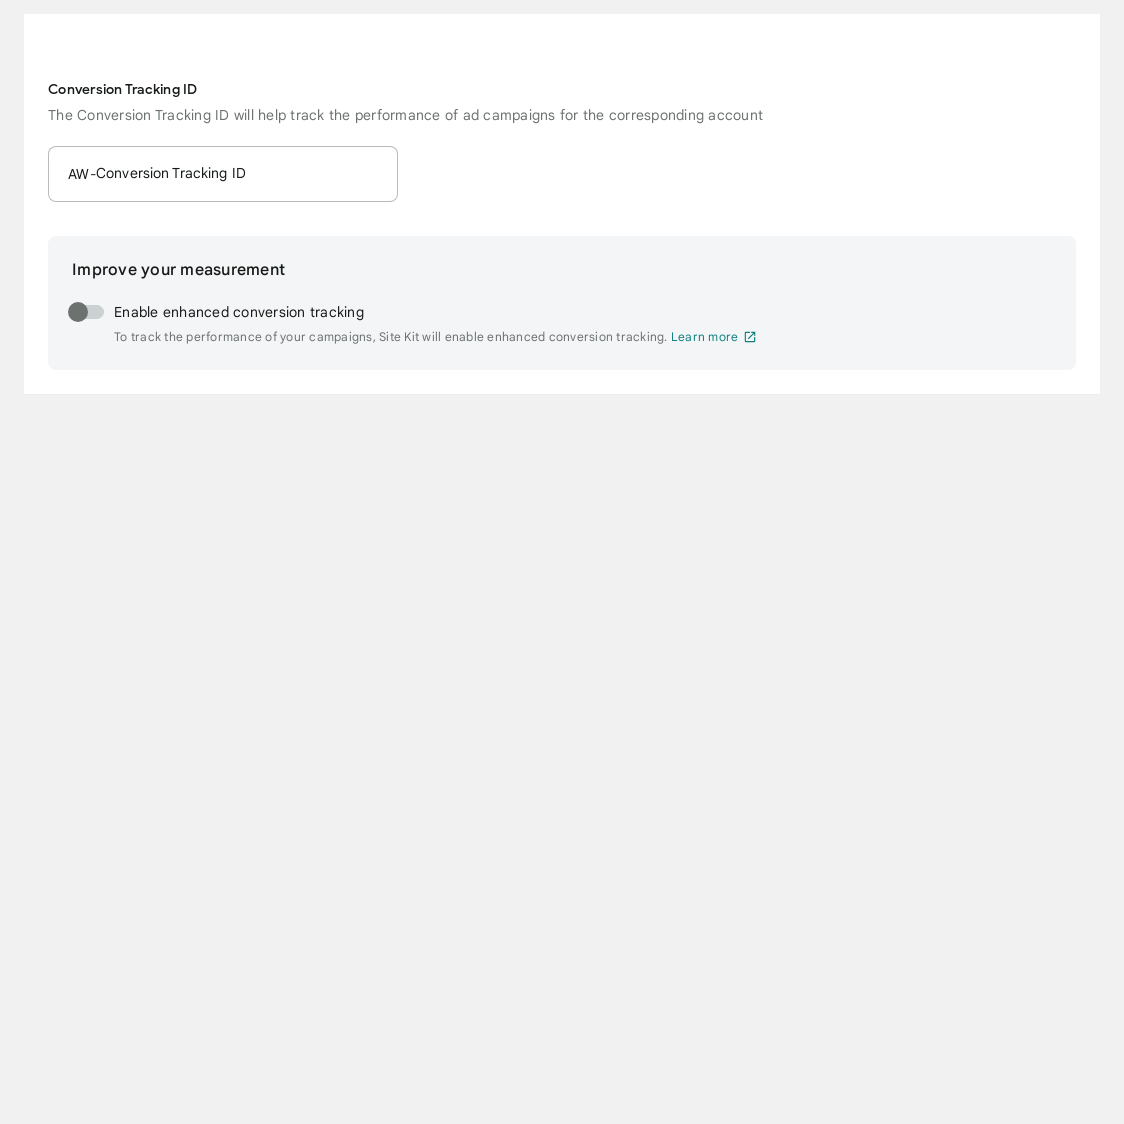 Conversion Tracking ID
The Conversion Tracking ID will help track the performance of ad campaigns for the corresponding account
AW-Conversion Tracking ID
Improve your measurement
Enable enhanced conversion tracking
To track the performance of your campaigns, Site Kit will enable enhanced conversion tracking. Learn more